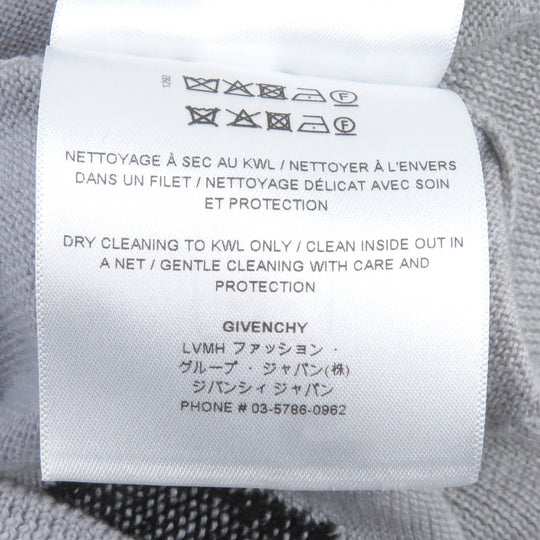 1292
F
F
NETTOYAGE À SEC AU KWL / NETTOYER À L'ENVERS
DANS UN FILET / NETTOYAGE DÉLICAT AVEC SOIN
ET PROTECTION
DRY CLEANING TO KWL ONLY / CLEAN INSIDE OUT IN
A NET / GENTLE CLEANING WITH CARE AND
PROTECTION
GIVENCHY
LVMH ファッション ・
グループ ・ ジャパン(株)
ジバンシィ ジャパン
PHONE # 03-5786-0962